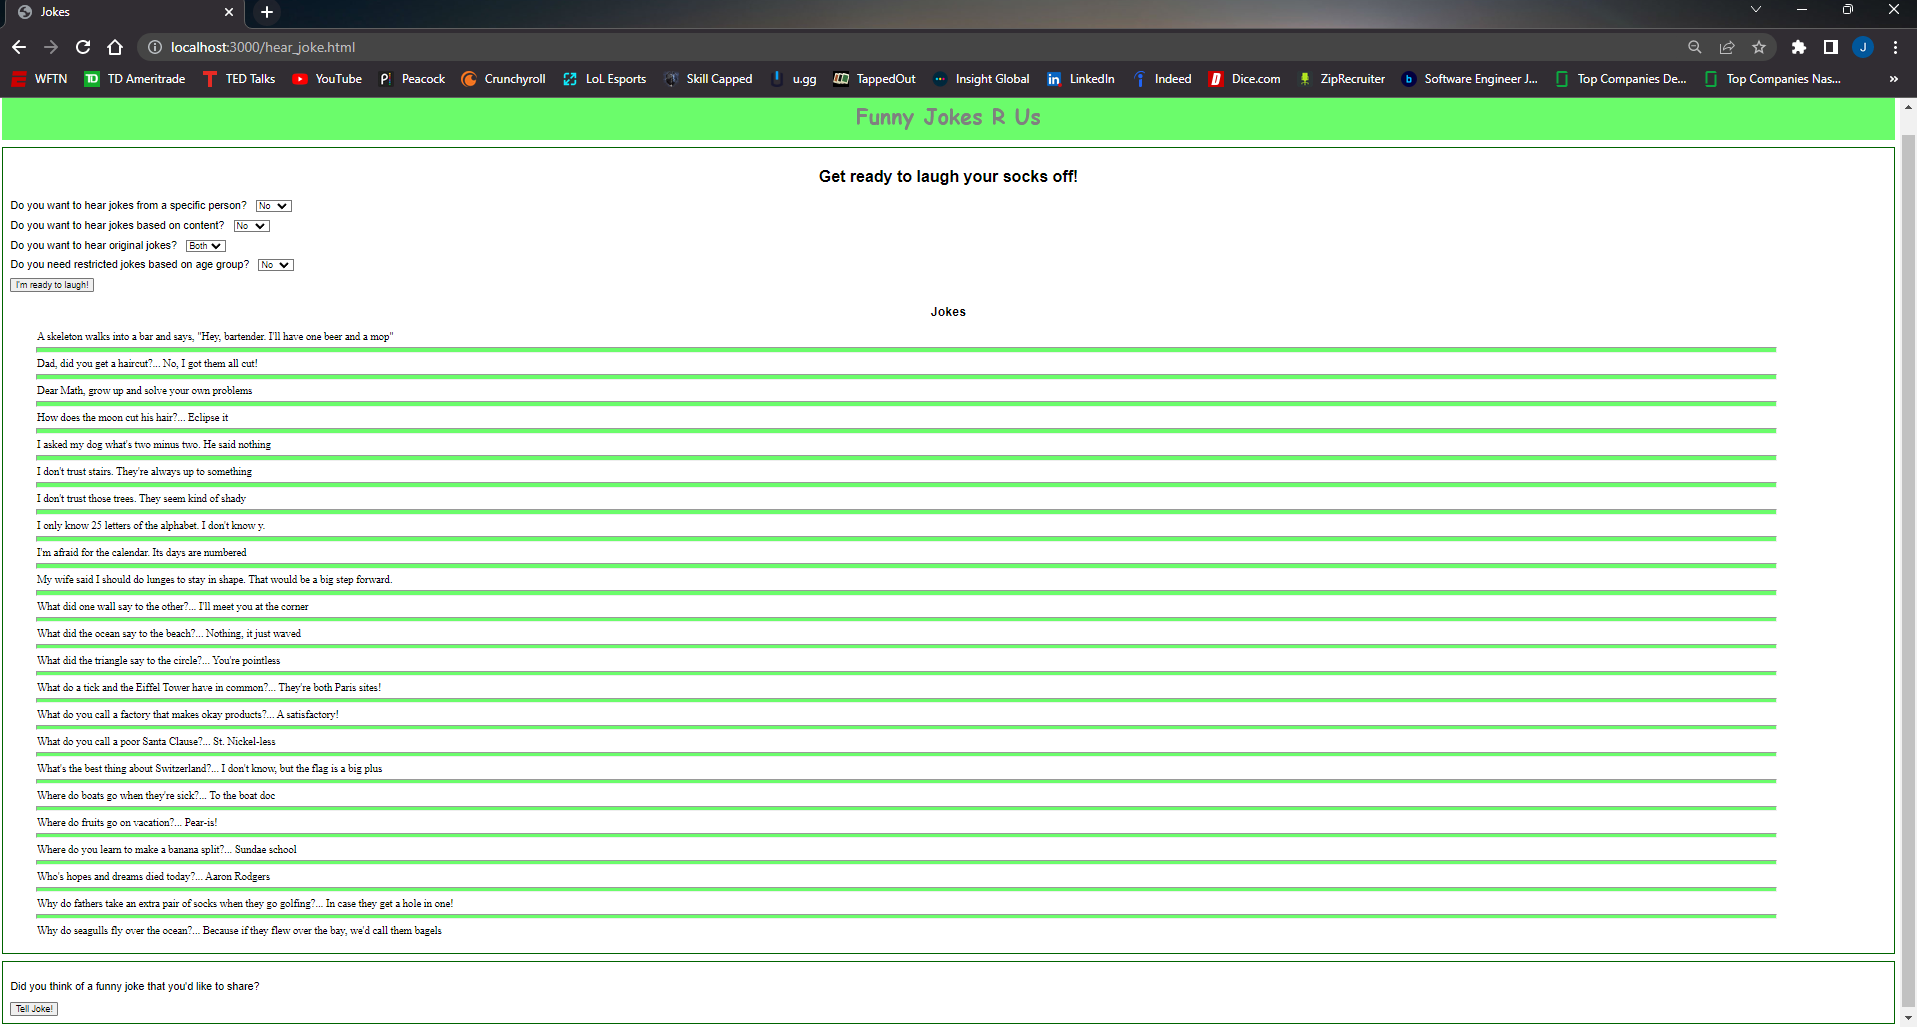 Jokes
localhost:3000/hear_joke.html
J
WFTN
TD Ameritrade
TED Talks
YouTube
Peacock
Crunchyroll
LoL Esports
Skill Capped
u.gg
TappedOut
Insight Global
LinkedIn
Indeed
Dice.com
ZipRecruiter
Software Engineer J...
Top Companies De...
Top Companies Nas...
Funny Jokes R Us
Get ready to laugh your socks off!
Do you want to hear jokes from a specific person? No
Do you want to hear jokes based on content? No
Do you want to hear original jokes? Both
Do you need restricted jokes based on age group? No
I'm ready to laugh!
Jokes
A skeleton walks into a bar and says, "Hey, bartender. I'll have one beer and a mop"
Dad, did you get a haircut?... No, I got them all cut!
Dear Math, grow up and solve your own problems
How does the moon cut his hair?... Eclipse it
I asked my dog what's two minus two. He said nothing
I don't trust stairs. They're always up to something
I don't trust those trees. They seem kind of shady
I only know 25 letters of the alphabet. I don't know y.
I'm afraid for the calendar. Its days are numbered
My wife said I should do lunges to stay in shape. That would be a big step forward.
What did one wall say to the other?... I'll meet you at the corner
What did the ocean say to the beach?... Nothing, it just waved
What did the triangle say to the circle?... You're pointless
What do a tick and the Eiffel Tower have in common?... They're both Paris sites!
What do you call a factory that makes okay products?... A satisfactory!
What do you call a poor Santa Clause?... St. Nickel-less
What's the best thing about Switzerland?... I don't know, but the flag is a big plus
Where do boats go when they're sick?... To the boat doc
Where do fruits go on vacation?... Pear-is!
Where do you learn to make a banana split?... Sundae school
Who's hopes and dreams died today?... Aaron Rodgers
Why do fathers take an extra pair of socks when they go golfing?... In case they get a hole in one!
Why do seagulls fly over the ocean?... Because if they flew over the bay, we'd call them bagels
Did you think of a funny joke that you'd like to share?
Tell Joke!